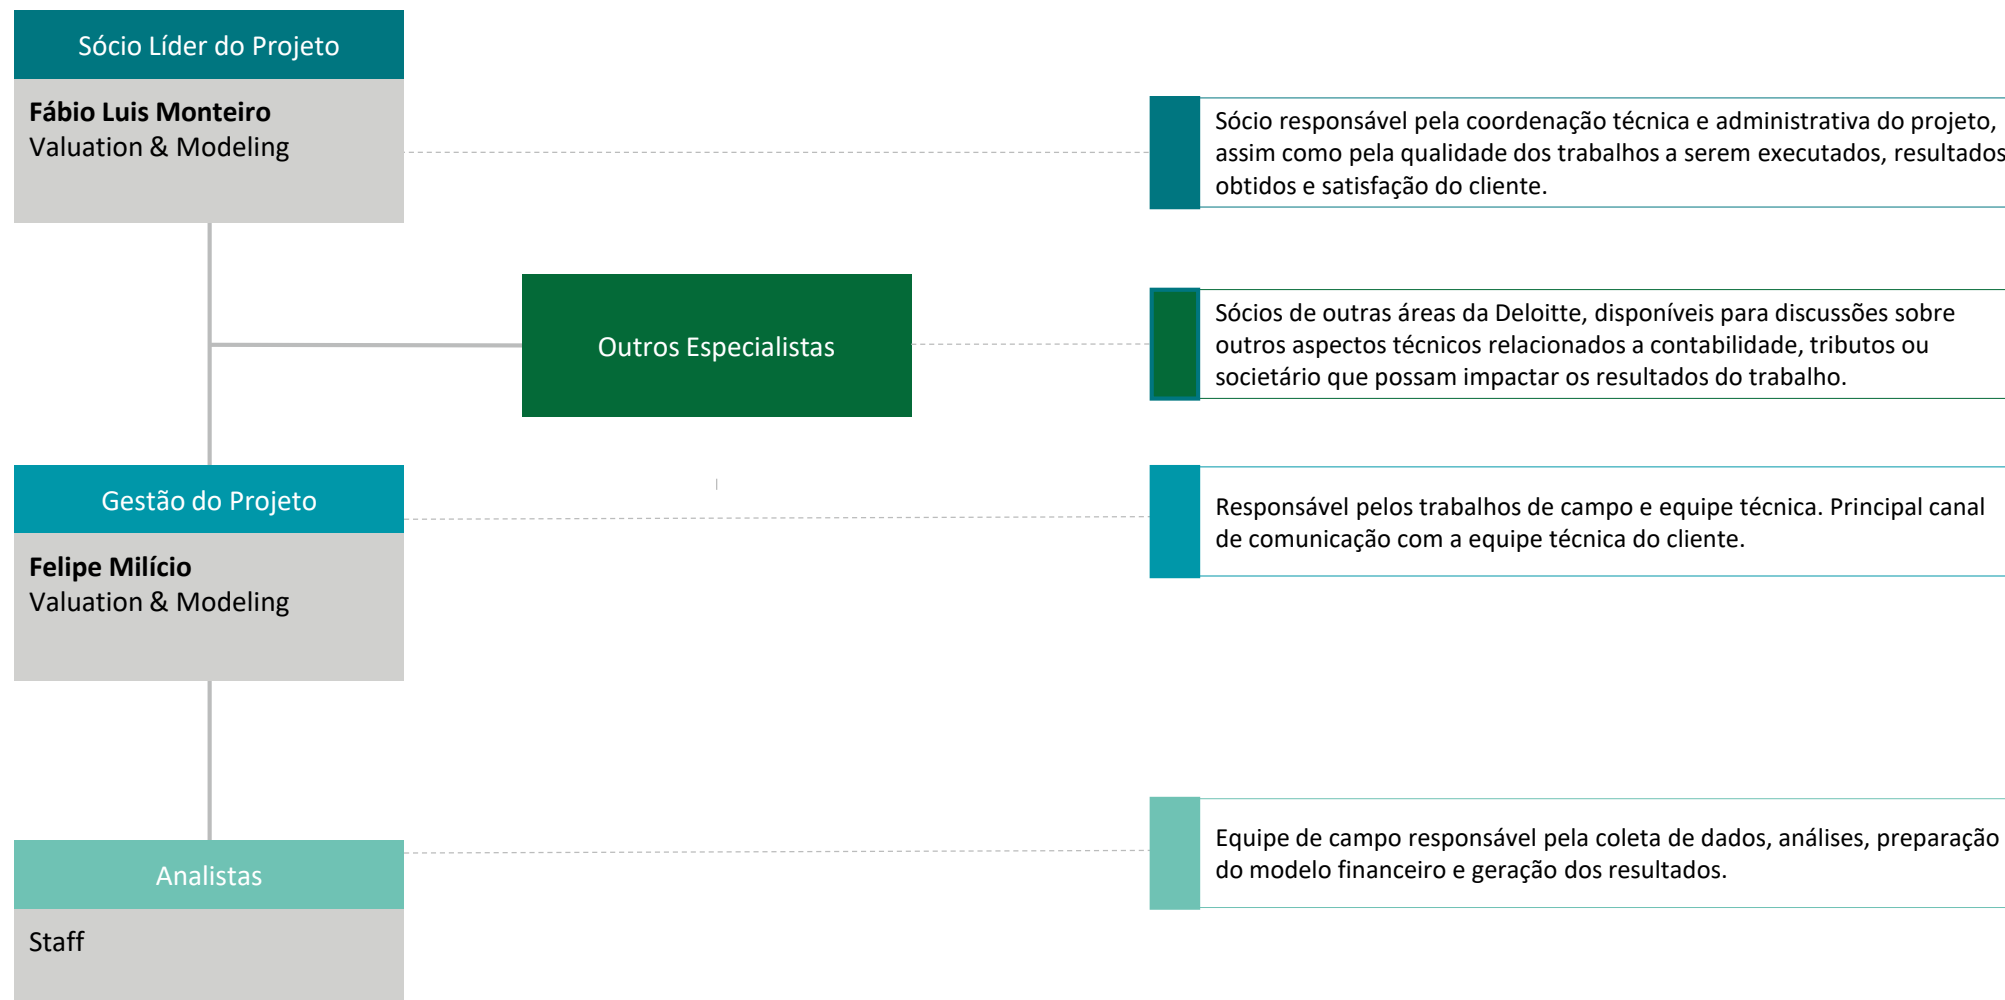 Sócio Líder do Projeto
Fábio Luis Monteiro
Valuation & Modeling
Sócio responsável pela coordenação técnica e administrativa do projeto,
assim como pela qualidade dos trabalhos a serem executados, resultados
obtidos e satisfação do cliente.
Outros Especialistas
Sócios de outras áreas da Deloitte, disponíveis para discussões sobre
outros aspectos técnicos relacionados a contabilidade, tributos ou
societário que possam impactar os resultados do trabalho.
Gestão do Projeto
Felipe Milício
Valuation & Modeling
Responsável pelos trabalhos de campo e equipe técnica. Principal canal
de comunicação com a equipe técnica do cliente.
Analistas
Staff
Equipe de campo responsável pela coleta de dados, análises, preparação
do modelo financeiro e geração dos resultados.